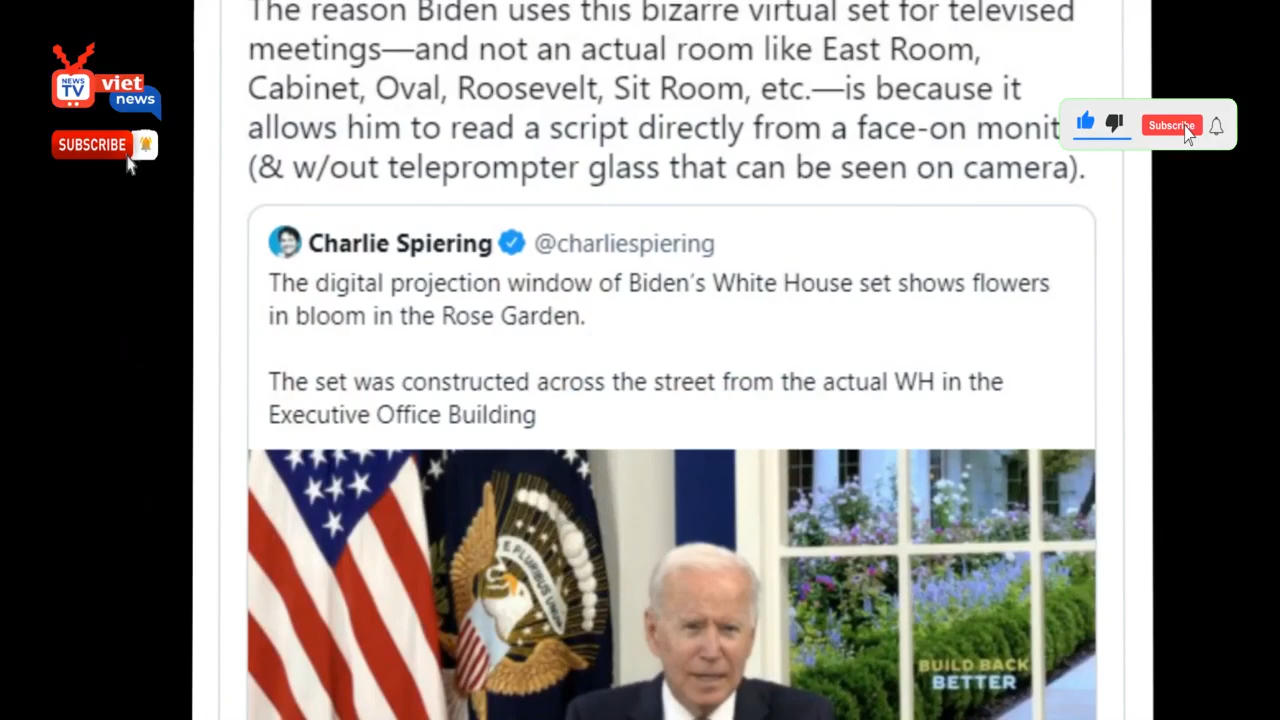 The reason Biden uses this bizarre virtual set for televised
meetings—and not an actual room like East Room,
Cabinet, Oval, Roosevelt, Sit Room, etc.—is because it
allows him to read a script directly from a face-on monit
(& w/out teleprompter glass that can be seen on camera).
NEWS
TV
viet
news
SUBSCRIBE
Subscribe
Charlie Spiering @charliespiering
The digital projection window of Biden's White House set shows flowers
in bloom in the Rose Garden.
The set was constructed across the street from the actual WH in the
Executive Office Building
E PLURIBUS UNUM
BUILD BACK
BETTER